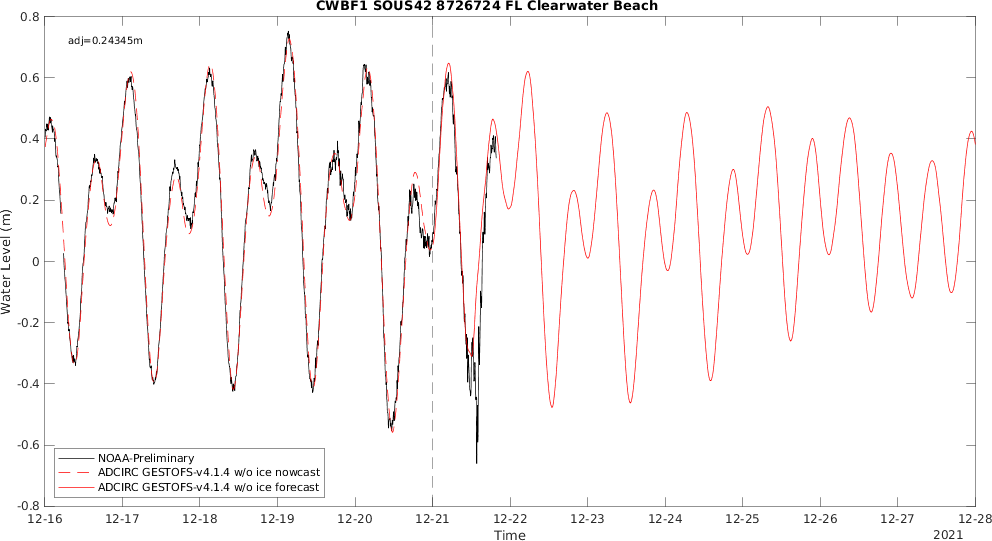 CWBF1 SOUS42 8726724 FL Clearwater Beach
adj=0.24345m
Water Level (m)
0.8
0.6
0.4
0.2
0
-0.2
-0.4
-0.6
-0.8
NOAA-Preliminary
ADCIRC GESTOFS-v4.1.4 w/o ice nowcast
ADCIRC GESTOFS-v4.1.4 w/o ice forecast
12-16 12-17 12-18 12-19 12-20 12-21 12-22 12-23 12-24 12-25 12-26 12-27 12-28
Time
2021